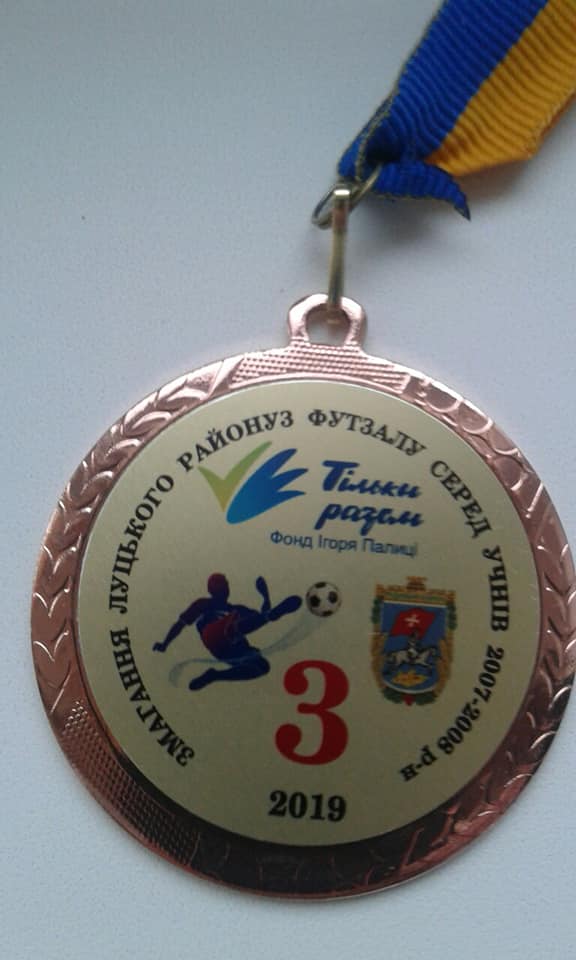 ЗМАГАННЯ ЛУЦЬКОГО РАЙОНУЗ ФУТЗАЛУ СЕРЕД УЧНІВ 2007-2008 р-н
Тільки
разом
Фонд Ігоря Палиці
3
2019